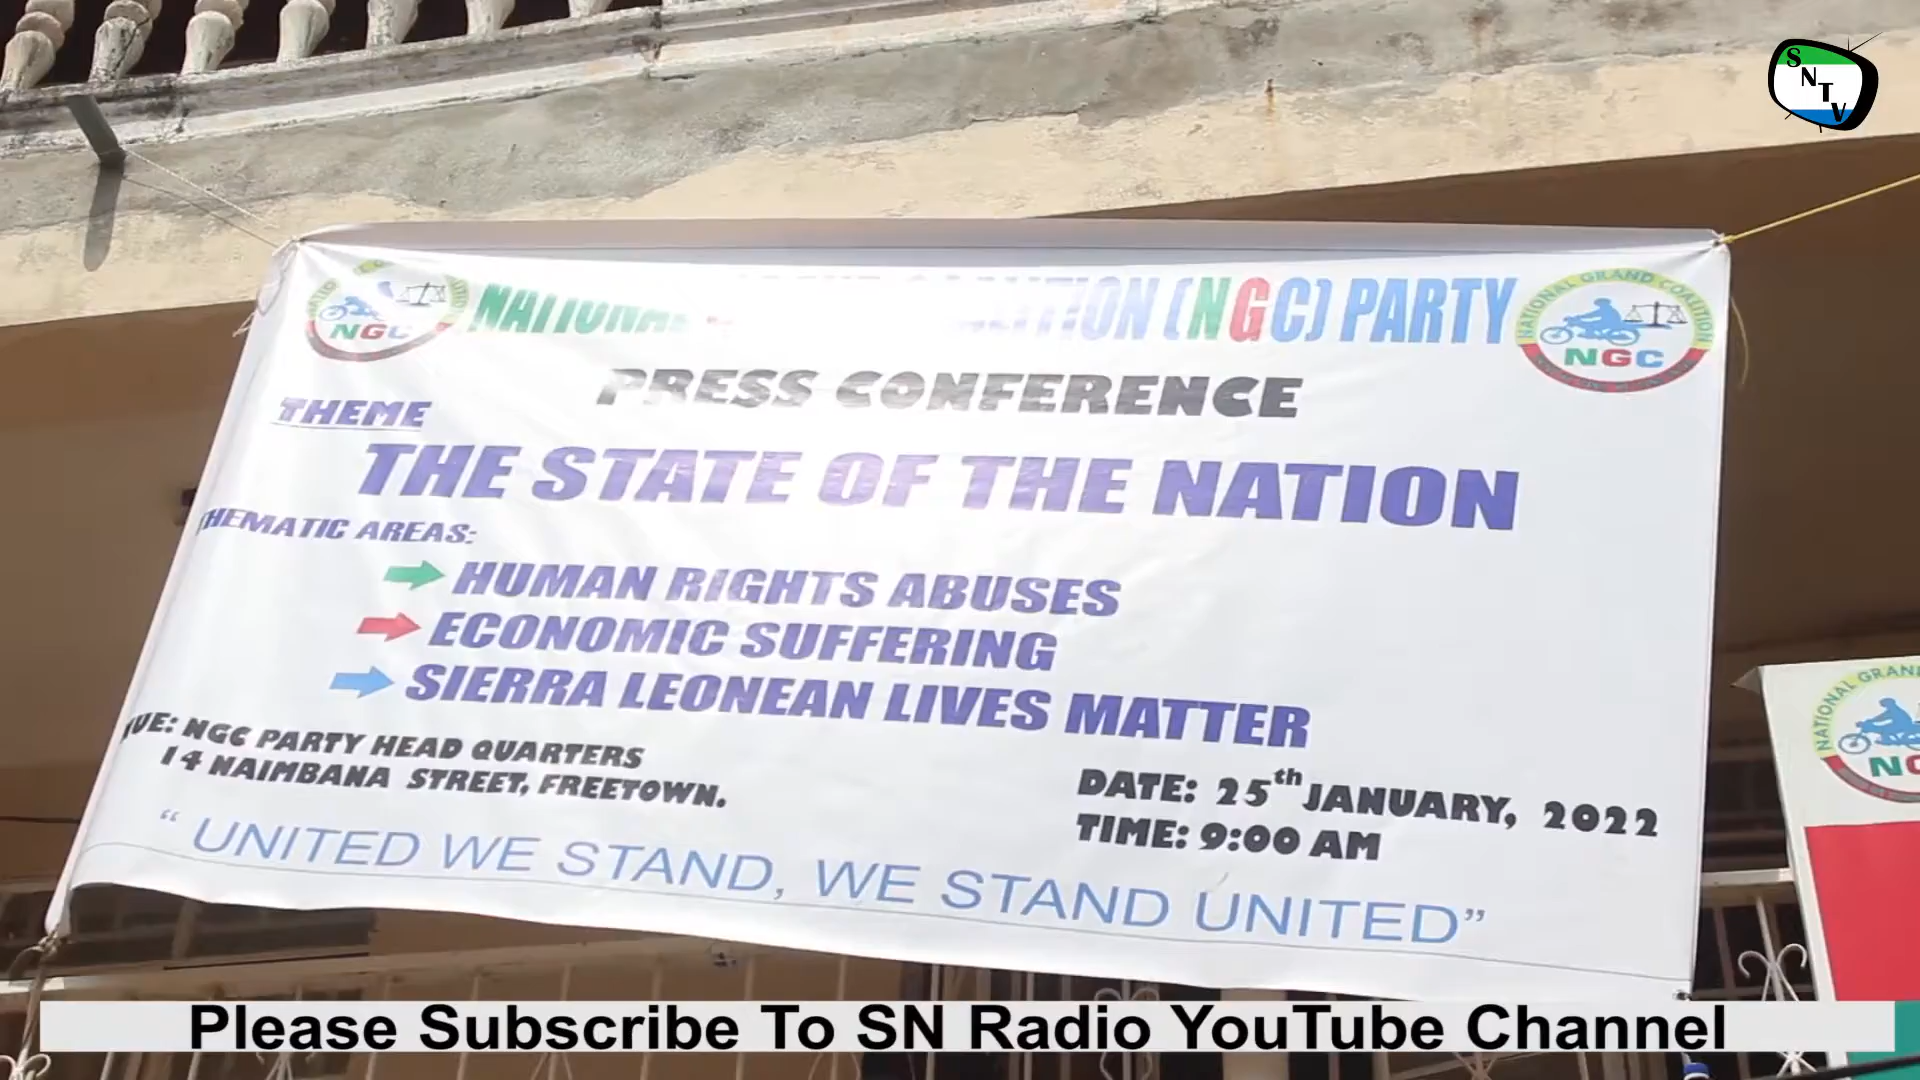 SNTV
NATIONAL COALITION (NGC) PARTY
NGC
NATIONAL GRAND COALITION
NGC
PRESS CONFERENCE
THEME
THE STATE OF THE NATION
THEMATIC AREAS:
HUMAN RIGHTS ABUSES
ECONOMIC SUFFERING
SIERRA LEONEAN LIVES MATTER
NGC PARTY HEAD QUARTERS
14 NAIMBANA STREET, FREETOWN.
DATE: 25th JANUARY, 2022
TIME: 9:00 AM
“ UNITED WE STAND, WE STAND UNITED”
NATIONAL
Please Subscribe To SN Radio YouTube Channel